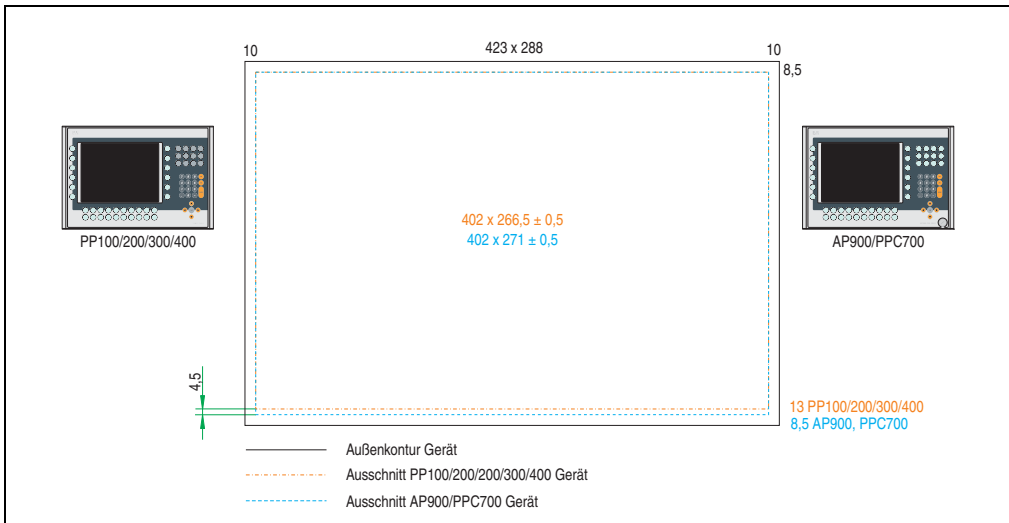 10
423 x 288
10
8,5
PP100/200/300/400
AP900/PPC700
402 x 266,5 ± 0,5
402 x 271 ± 0,5
4,5
13 PP100/200/300/400
8,5 AP900, PPC700
Außenkontur Gerät
Ausschnitt PP100/200/200/300/400 Gerät
Ausschnitt AP900/PPC700 Gerät